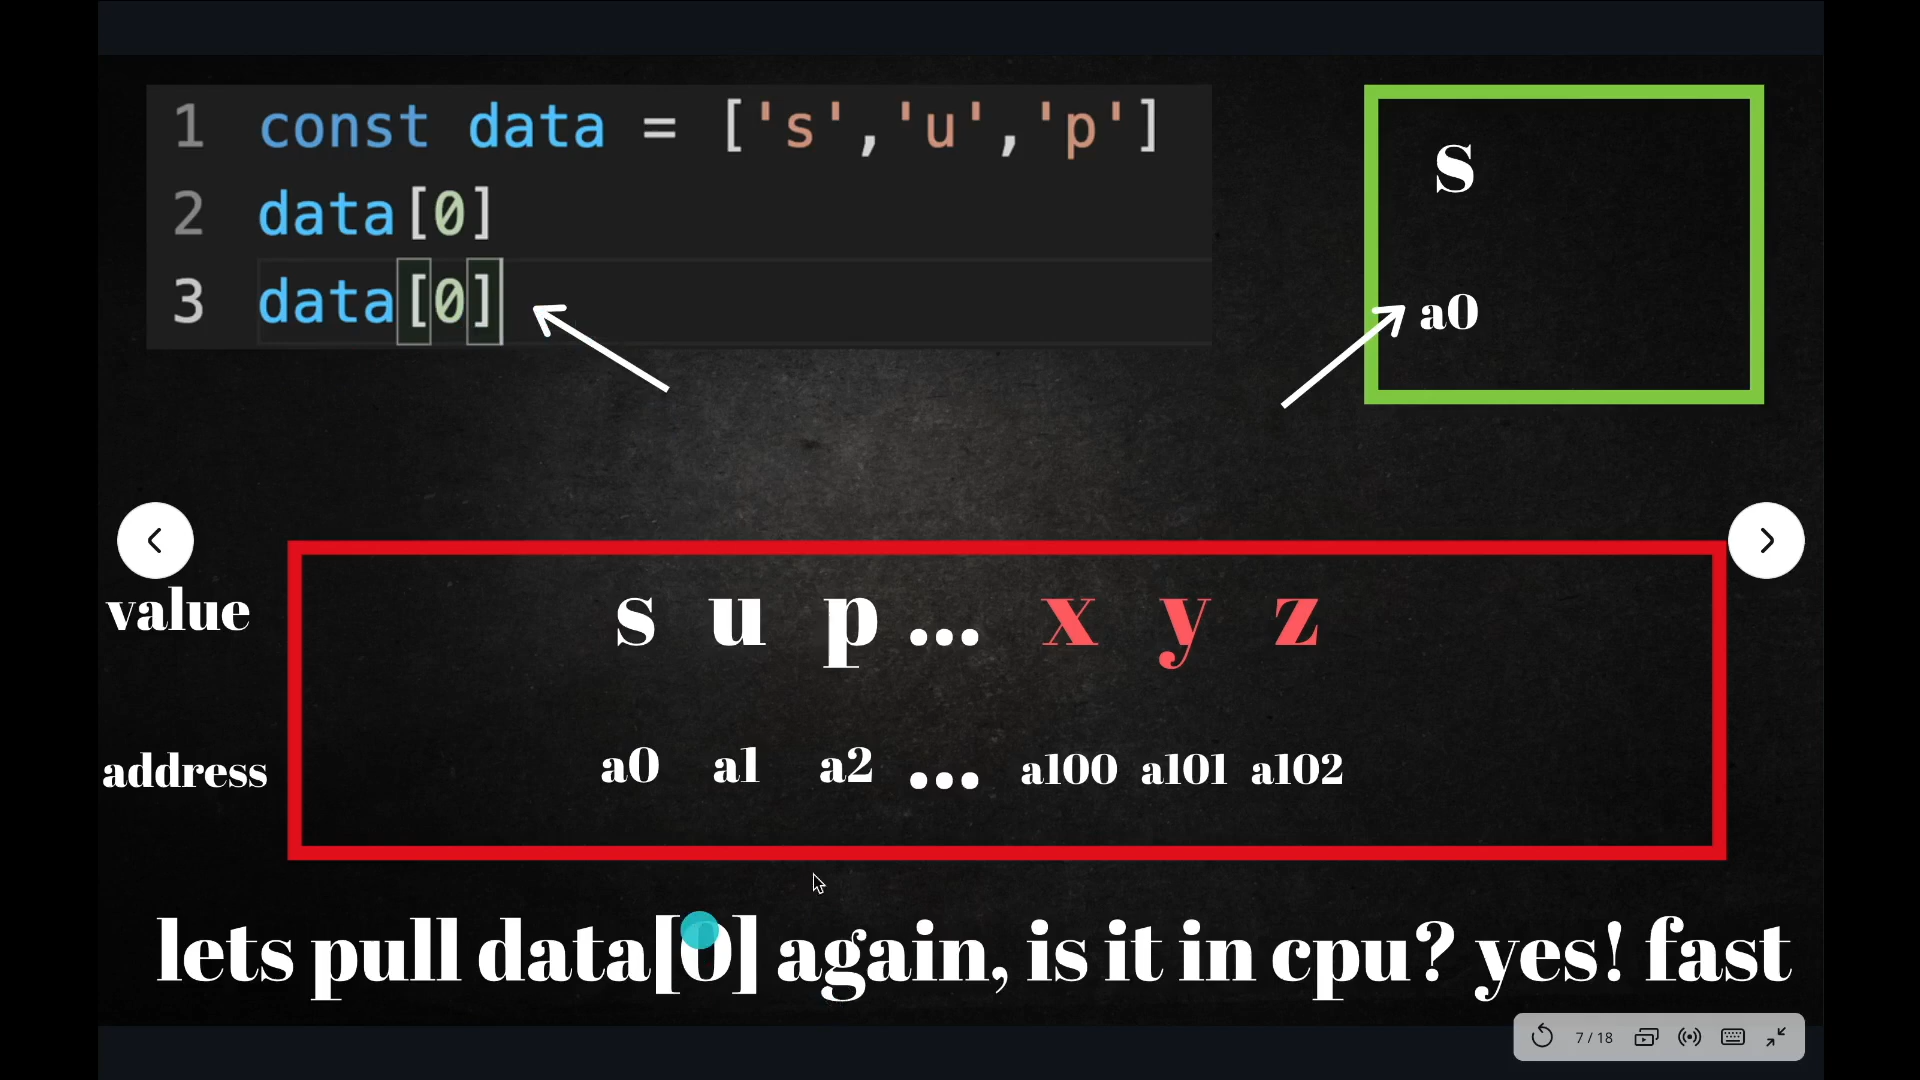 1 const data = ['s','u','p']
2 data[0]
3 data[0]
s
a0
value
s u p ... x y z
address
a0 a1 a2 ... a100 a101 a102
lets pull data[0] again, is it in cpu? yes! fast
7 / 18